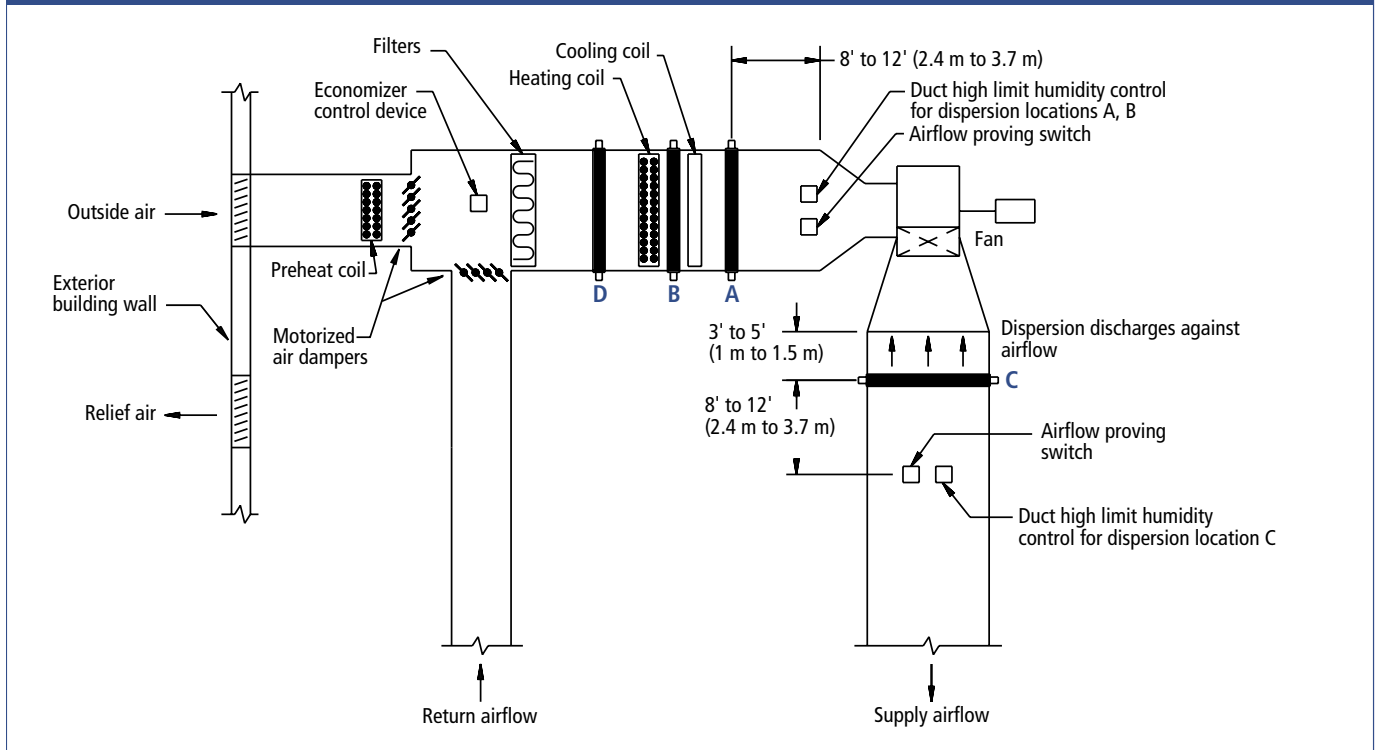 Filters
Cooling coil
Heating coil
8' to 12' (2.4 m to 3.7 m)
Economizer
control device
Duct high limit humidity control
for dispersion locations A, B
Airflow proving switch
Outside air
Fan
Preheat coil
Exterior
building wall
D
B
A
Motorized
air dampers
3' to 5'
(1 m to 1.5 m)
Dispersion discharges against
airflow
C
8' to 12'
(2.4 m to 3.7 m)
Relief air
Airflow proving
switch
Duct high limit humidity
control for dispersion location C
Return airflow
Supply airflow